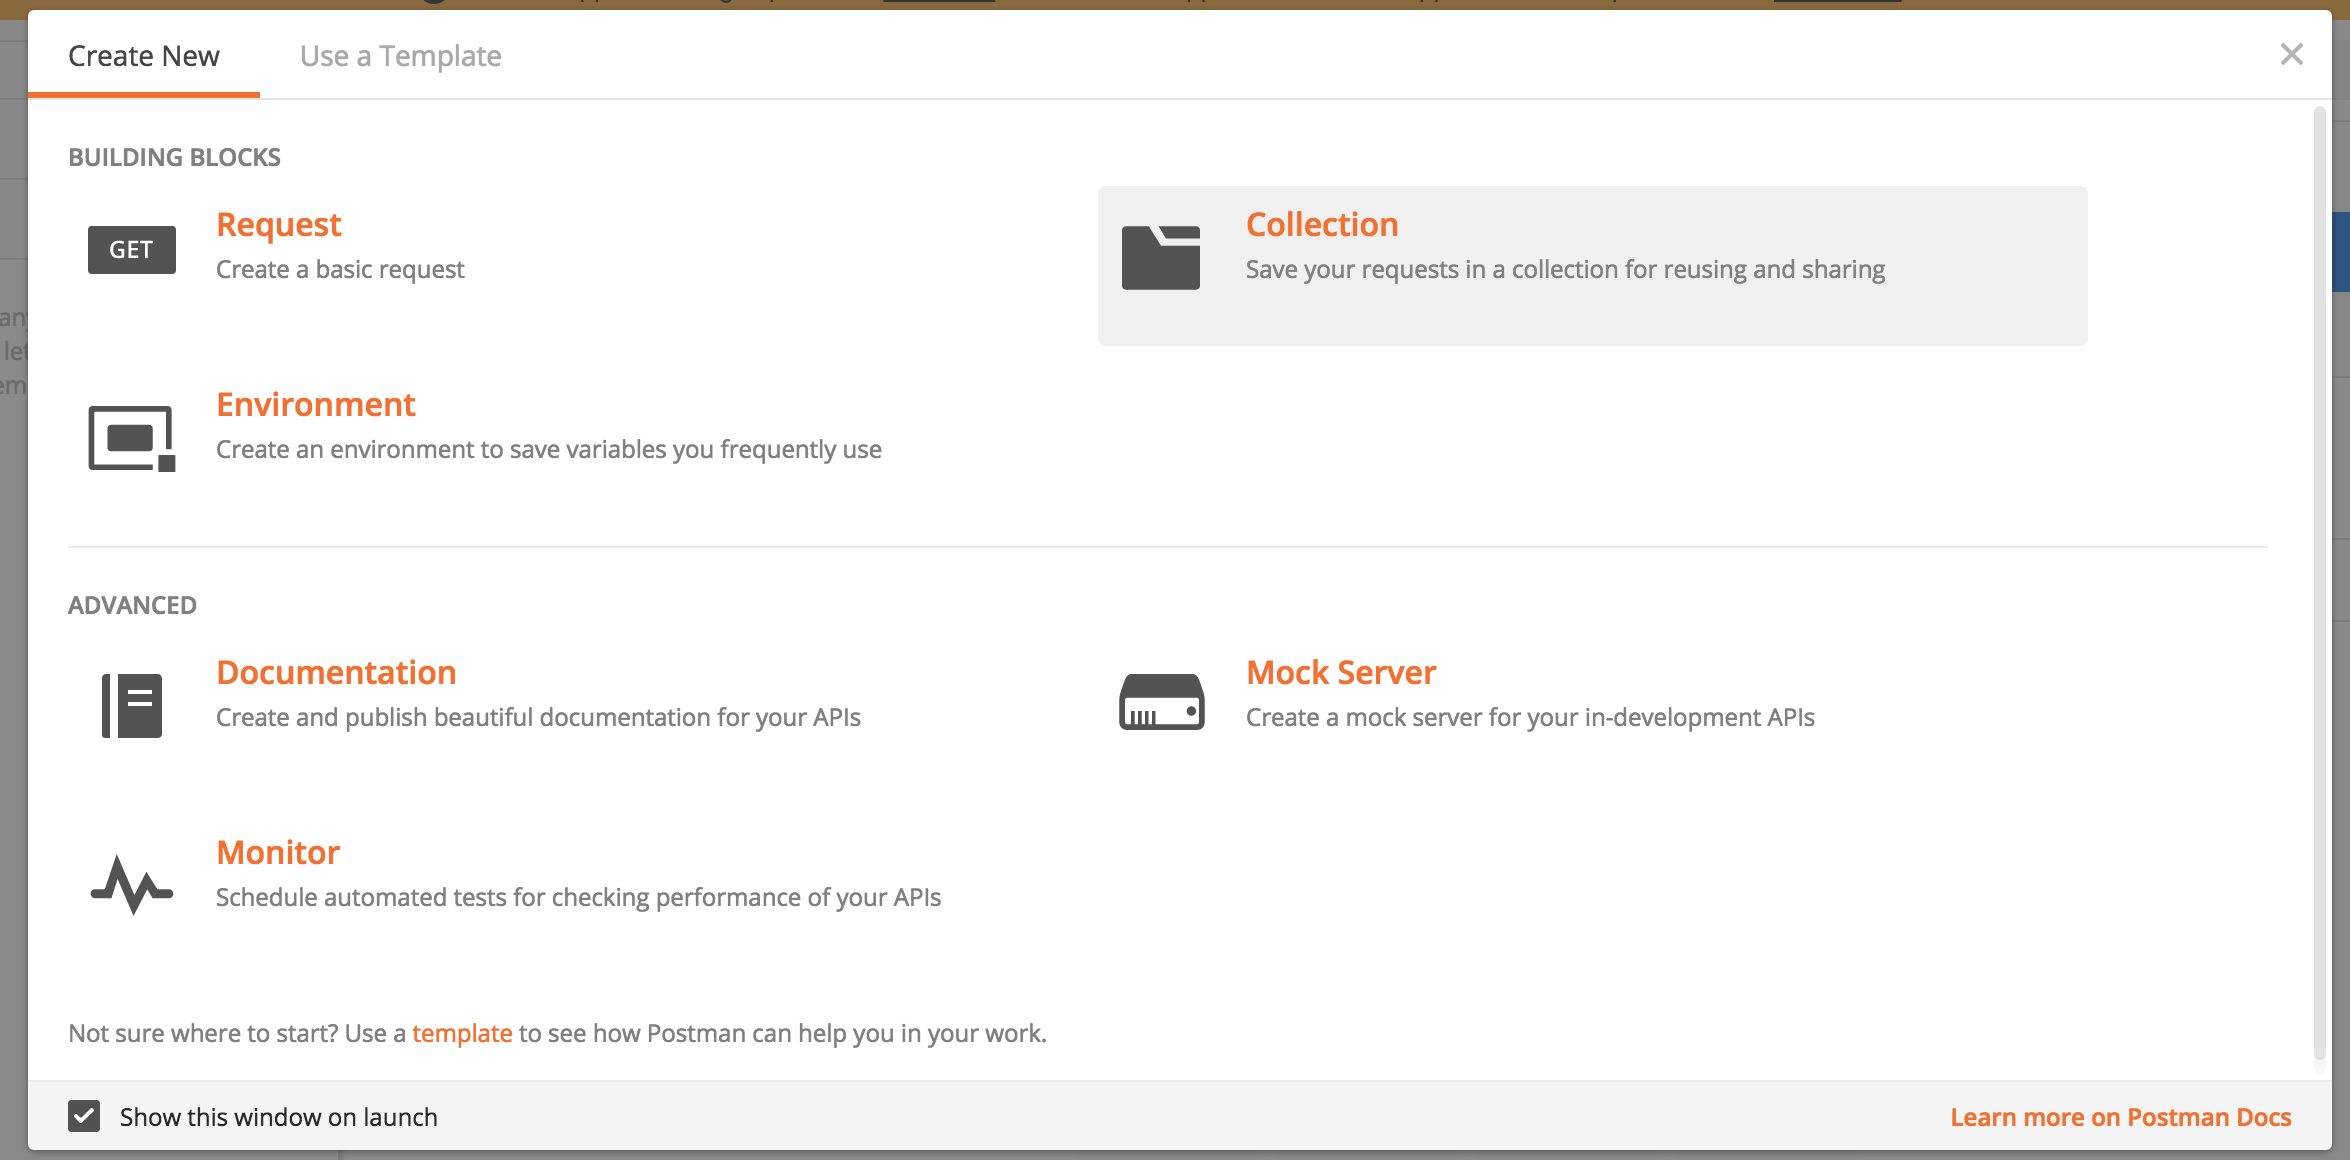 Create New
Use a Template
BUILDING BLOCKS
GET
Request
Create a basic request
Collection
Save your requests in a collection for reusing and sharing
Environment
Create an environment to save variables you frequently use
ADVANCED
Documentation
Create and publish beautiful documentation for your APIs
Mock Server
Create a mock server for your in-development APIs
Monitor
Schedule automated tests for checking performance of your APIs
Not sure where to start? Use a template to see how Postman can help you in your work.
Show this window on launch
Learn more on Postman Docs